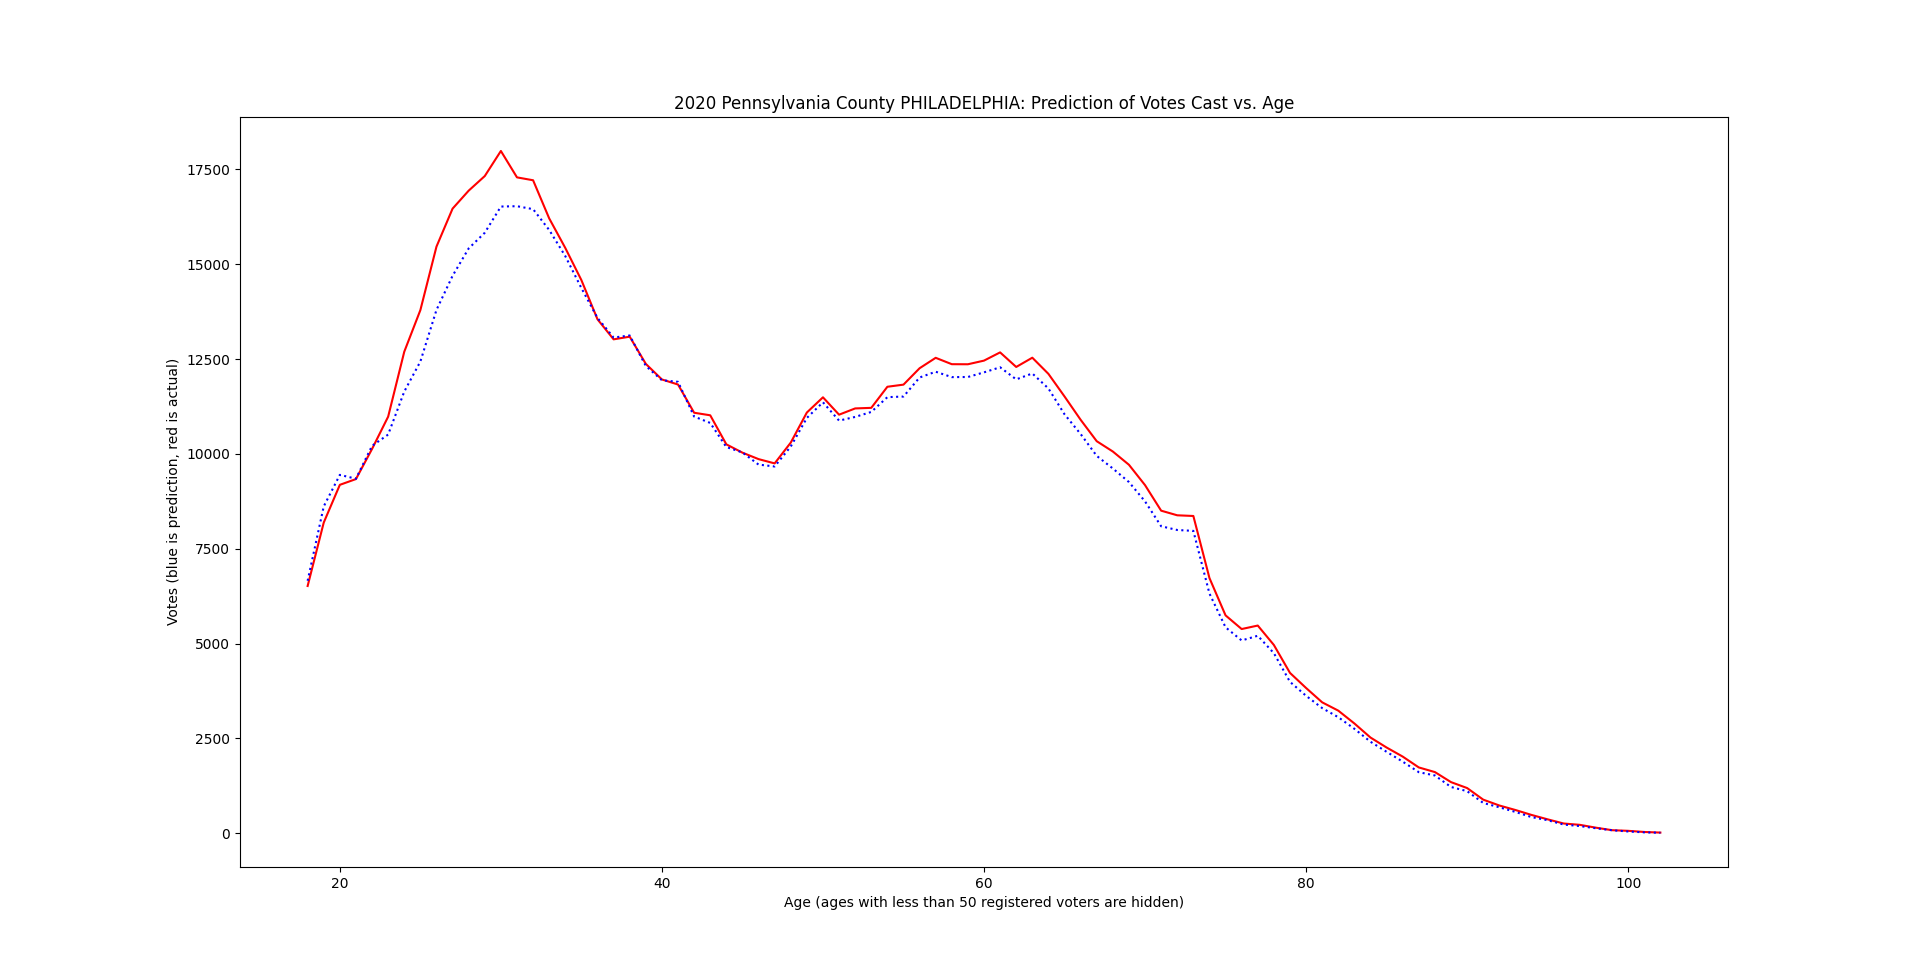 2020 Pennsylvania County PHILADELPHIA: Prediction of Votes Cast vs. Age
17500
15000
12500
10000
7500
5000
2500
0
Votes (blue is prediction, red is actual)
20 40 60 80 100
Age (ages with less than 50 registered voters are hidden)